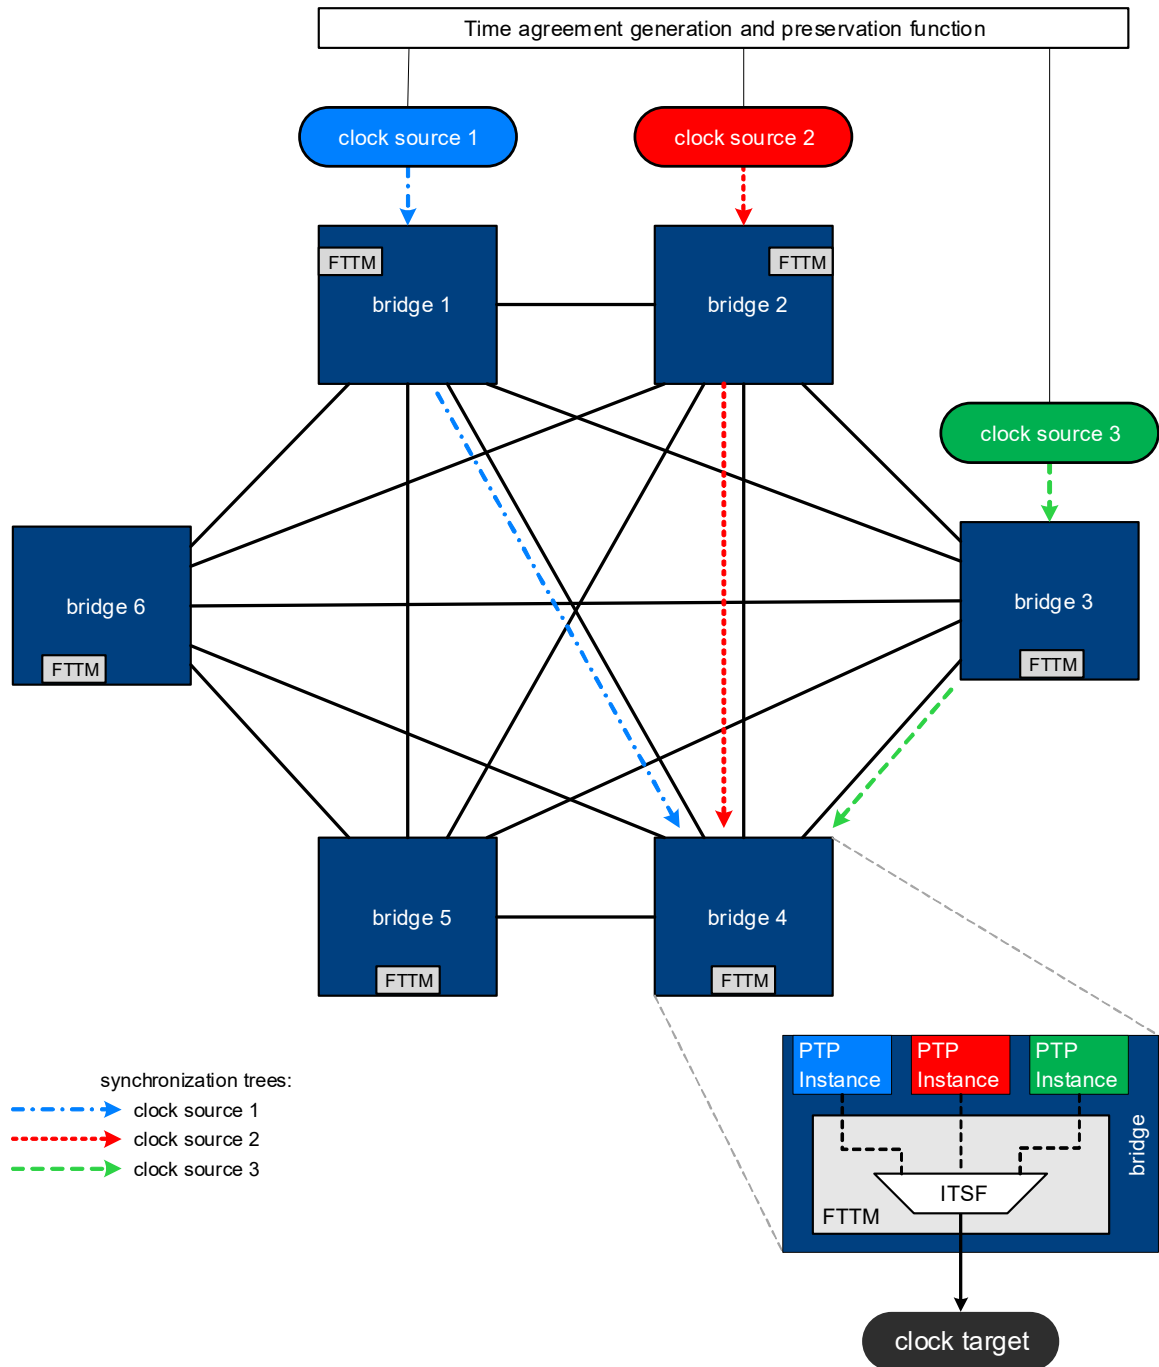 Time agreement generation and preservation function
clock source 1
clock source 2
FTTM
FTTM
bridge 1
bridge 2
clock source 3
bridge 6
bridge 3
FTTM
FTTM
bridge 5
bridge 4
FTTM
FTTM
PTP
Instance
PTP
Instance
PTP
Instance
bridge
ITSF
FTTM
clock target
synchronization trees:
clock source 1
clock source 2
clock source 3